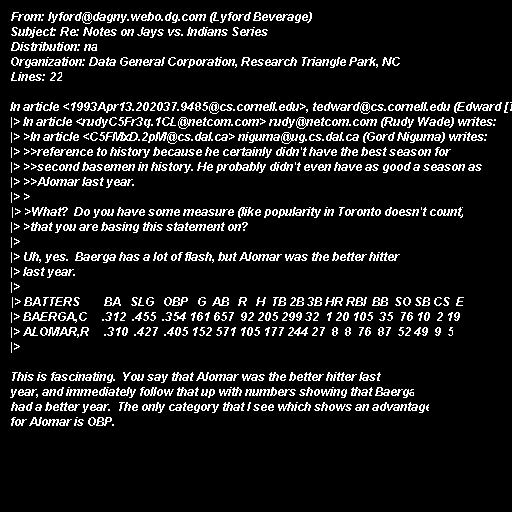 From: lyford@dagny.webo.dg.com (Lyford Beverage)
Subject: Re: Notes on Jays vs. Indians Series
Distribution: na
Organization: Data General Corporation, Research Triangle Park, NC
Lines: 22

In article <1993Apr13.202037.9485@cs.cornell.edu>, tedward@cs.cornell.edu (Edward [
|> In article <rudyC5Fr3q.1CL@netcom.com> rudy@netcom.com (Rudy Wade) writes:
|> >In article <C5FMxD.2pM@cs.dal.ca> niguma@ug.cs.dal.ca (Gord Niguma) writes:
|> >>reference to history because he certainly didn't have the best season for
|> >>second basemen in history. He probably didn't even have as good a season as
|> >>Alomar last year.
|> >
|> >What?  Do you have some measure (like popularity in Toronto doesn't count)
|> >that you are basing this statement on?
|>
|> Uh, yes.  Baerga has a lot of flash, but Alomar was the better hitter
|> last year.
|>
|> BATTERS       BA   SLG   OBP   G  AB   R   H  TB 2B 3B HR RBI  BB  SO SB CS  E
|> BAERGA,C    .312  .455  .354 161 657  92 205 299 32  1 20 105  35  76 10  2 19
|> ALOMAR,R    .310  .427  .405 152 571 105 177 244 27  8  8  76  87  52 49  9  5
|>

This is fascinating.  You say that Alomar was the better hitter last
year, and immediately follow that up with numbers showing that Baerga
had a better year.  The only category that I see which shows an advantage
for Alomar is OBP.